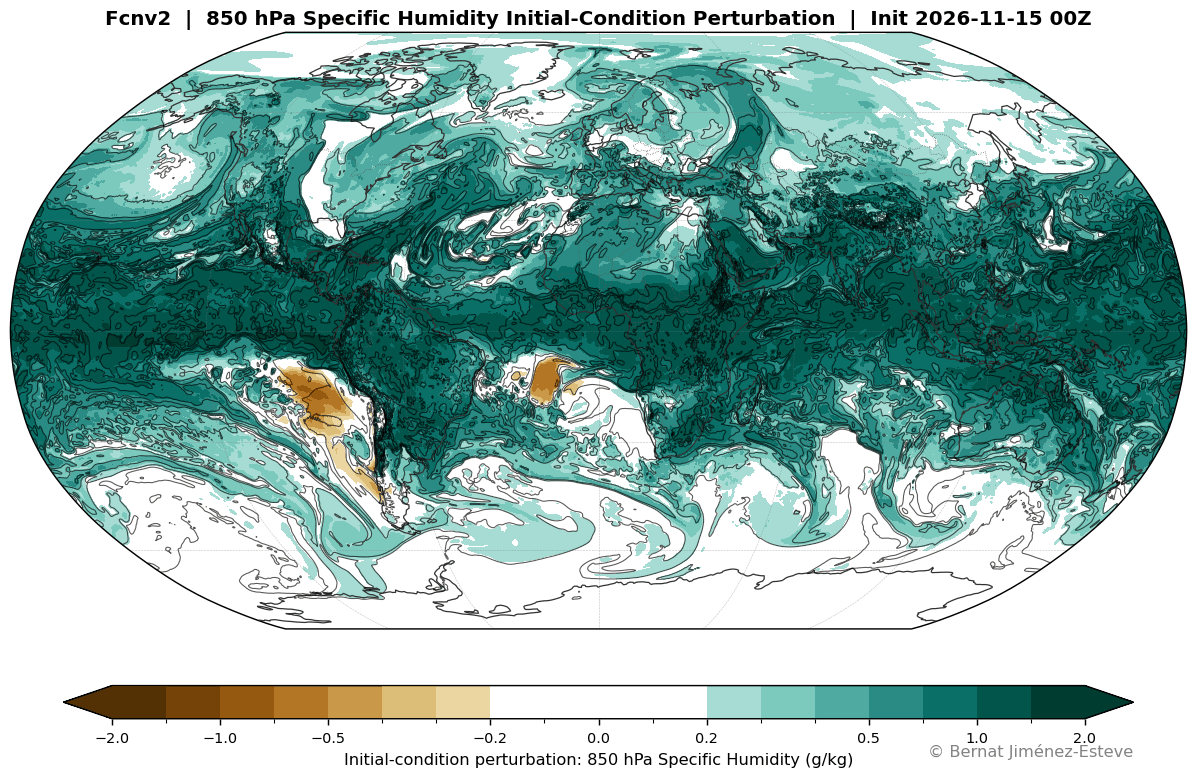 Fcnv2 | 850 hPa Specific Humidity Initial-Condition Perturbation | Init 2026-11-15 00Z
−2.0 −1.0 −0.5 −0.2 0.0 0.2 0.5 1.0 2.0
© Bernat Jiménez-Esteve
Initial-condition perturbation: 850 hPa Specific Humidity (g/kg)